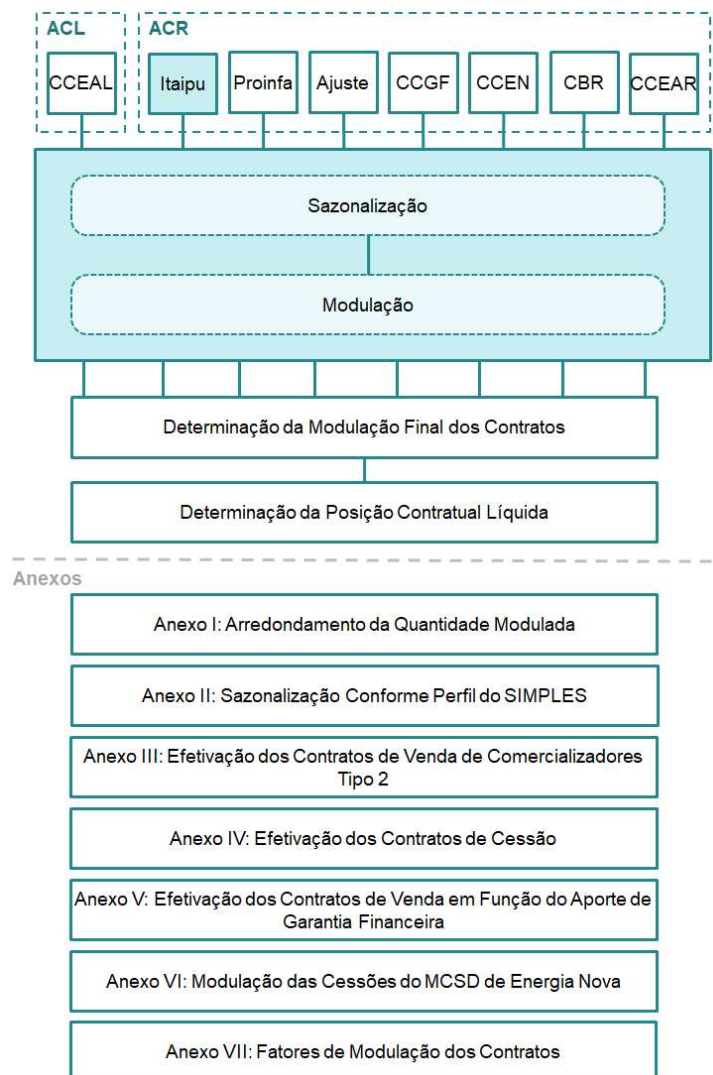 ACL
ACR
CCEAL
Itaipu
Proinfa
Ajuste
CCGF
CCEN
CBR
CCEAR
Sazonalização
Modulação
Determinação da Modulação Final dos Contratos
Determinação da Posição Contratual Líquida
Anexos
Anexo I: Arredondamento da Quantidade Modulada
Anexo II: Sazonalização Conforme Perfil do SIMPLES
Anexo III: Efetivação dos Contratos de Venda de Comercializadores
Tipo 2
Anexo IV: Efetivação dos Contratos de Cessão
Anexo V: Efetivação dos Contratos de Venda em Função do Aporte de
Garantia Financeira
Anexo VI: Modulação das Cessões do MCSD de Energia Nova
Anexo VII: Fatores de Modulação dos Contratos